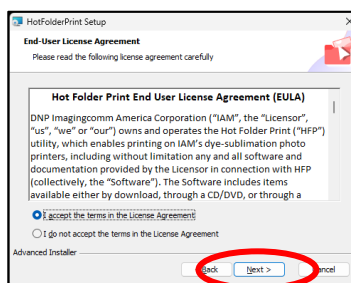 HotFolderPrint Setup
End-User License Agreement
Please read the following license agreement carefully
Hot Folder Print End User License Agreement (EULA)
DNP Imagingcomm America Corporation (“IAM”, the “Licensor”,
“us”, “we” or “our”) owns and operates the Hot Folder Print (“HFP”)
utility, which enables printing on IAM’s dye-sublimation photo
printers, including without limitation any and all software and
documentation provided by the Licensor in connection with HFP
(collectively, the “Software”). The Software includes items
available either by download, through a CD/DVD, or through a
I accept the terms in the License Agreement
I do not accept the terms in the License Agreement
Advanced Installer
Back Next > Cancel